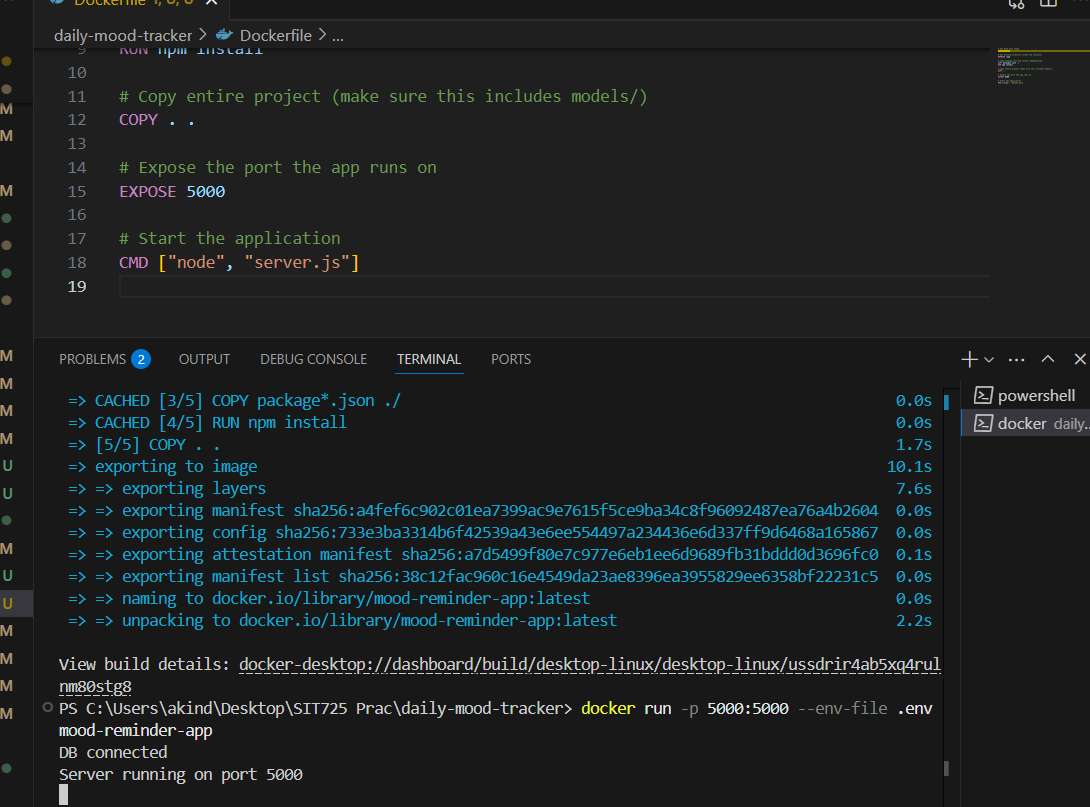 Dockerfile 1, U, U
daily-mood-tracker > Dockerfile > ...
9 RUN npm install
10
11 # Copy entire project (make sure this includes models/)
12 COPY . .
13
14 # Expose the port the app runs on
15 EXPOSE 5000
16
17 # Start the application
18 CMD ["node", "server.js"]
19
PROBLEMS 2 OUTPUT DEBUG CONSOLE TERMINAL PORTS
=> CACHED [3/5] COPY package*.json ./ 0.0s
=> CACHED [4/5] RUN npm install 0.0s
=> [5/5] COPY . . 1.7s
=> exporting to image 10.1s
=> => exporting layers 7.6s
=> => exporting manifest sha256:a4fef6c902c01ea7399ac9e7615f5ce9ba34c8f96092487ea76a4b2604 0.0s
=> => exporting config sha256:733e3ba3314b6f42539a43e6ee554497a234436e6d337ff9d6468a165867 0.0s
=> => exporting attestation manifest sha256:a7d5499f80e7c977e6eb1ee6d9689fb31bddd0d3696fc0 0.1s
=> => exporting manifest list sha256:38c12fac960c16e4549da23ae8396ea3955829ee6358bf22231c5 0.0s
=> => naming to docker.io/library/mood-reminder-app:latest 0.0s
=> => unpacking to docker.io/library/mood-reminder-app:latest 2.2s
View build details: docker-desktop://dashboard/build/desktop-linux/desktop-linux/ussdrir4ab5xq4rul
nm80stg8
PS C:\Users\akind\Desktop\SIT725 Prac\daily-mood-tracker> docker run -p 5000:5000 --env-file .env
mood-reminder-app
DB connected
Server running on port 5000
powershell
docker daily...
M
M
M
M
M
M
M
U
U
M
U
U
M
M
M
M